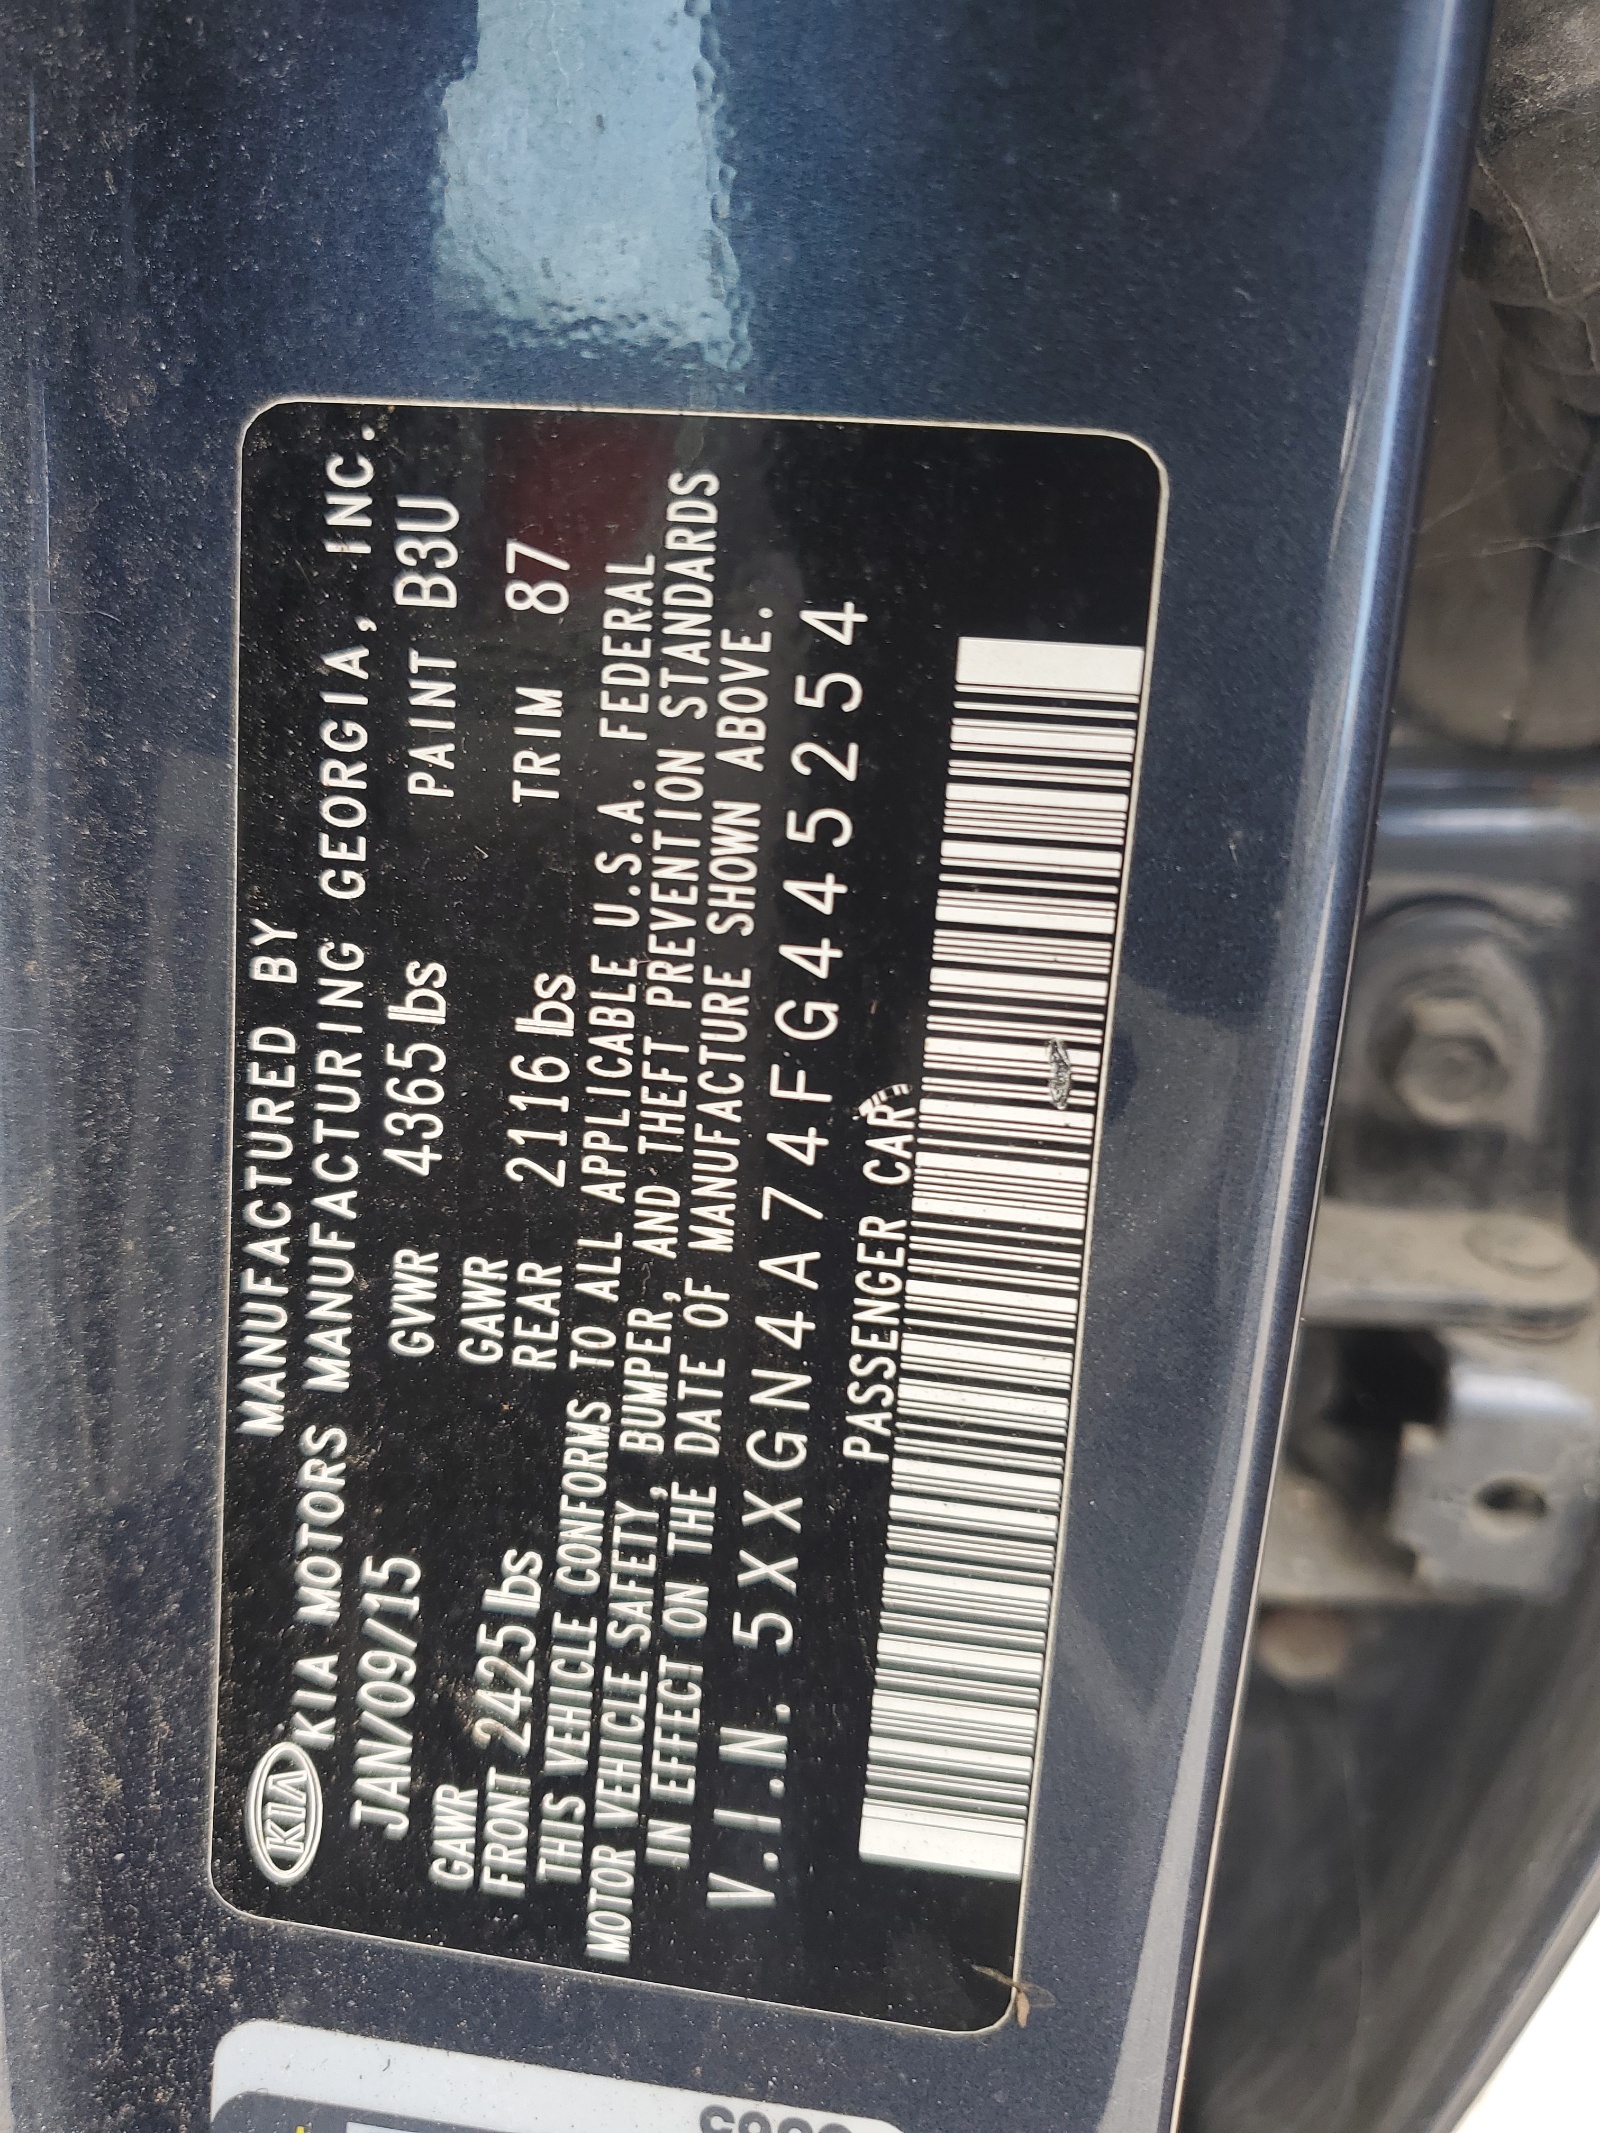 MANUFACTURED BY
KIA KIA MOTORS MANUFACTURING GEORGIA, INC.
JAN/09/15 GVWR 4365 lbs PAINT B3U
GAWR GAWR
FRONT 2425 lbs REAR 2116 lbs TRIM 87
THIS VEHICLE CONFORMS TO ALL APPLICABLE U.S.A. FEDERAL
MOTOR VEHICLE SAFETY, BUMPER, AND THEFT PREVENTION STANDARDS
IN EFFECT ON THE DATE OF MANUFACTURE SHOWN ABOVE.
V.I.N. 5XXGN4A74FG445254
PASSENGER CAR